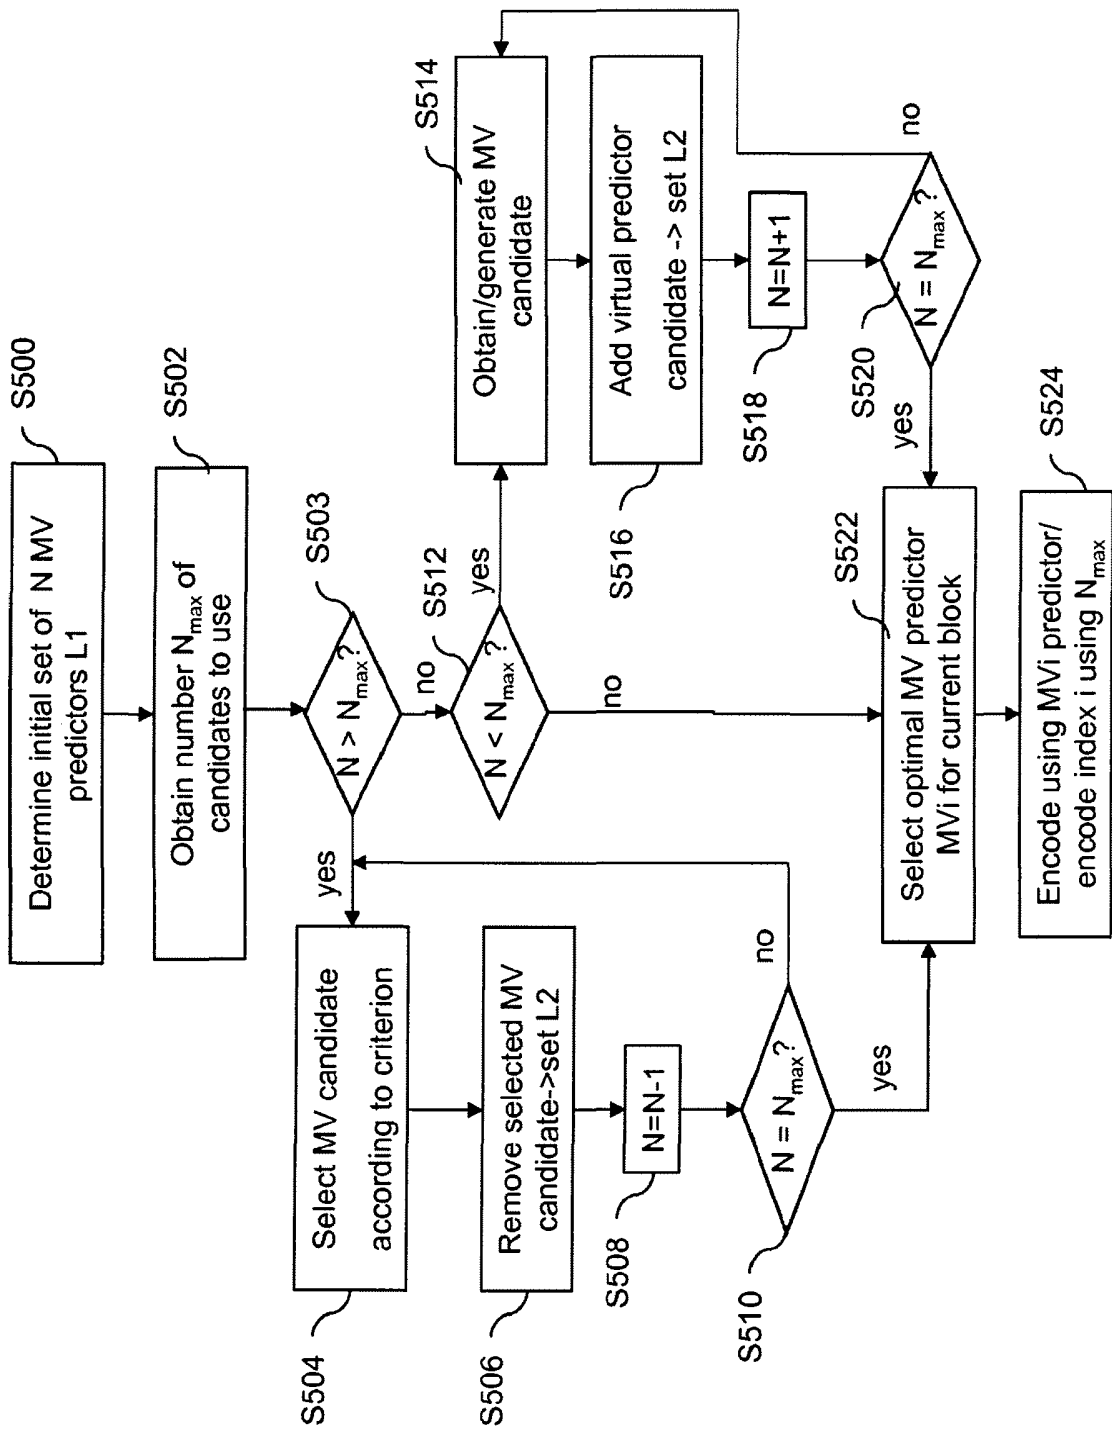 S500
Determine initial set of N MV
predictors L1
S502
Obtain number Nmax of
candidates to use
S503
N > Nmax?
yes
no
S504
Select MV candidate
according to criterion
S506
Remove selected MV
candidate->set L2
S508
N=N-1
S510
N = Nmax?
no
yes
S512
N < Nmax?
yes
no
S514
Obtain/generate MV
candidate
S516
Add virtual predictor
candidate -> set L2
S518
N=N+1
S520
N = Nmax?
no
yes
S522
Select optimal MV predictor
MVi for current block
S524
Encode using MVi predictor/
encode index i using Nmax